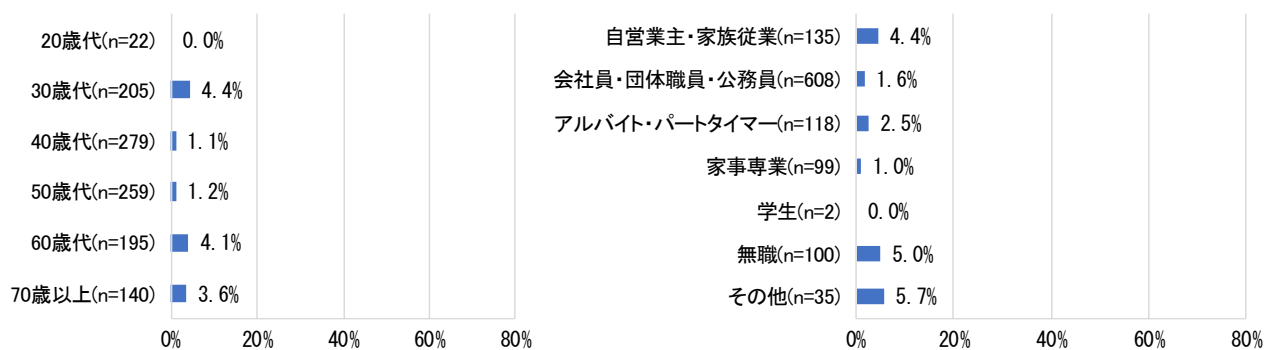 20歳代(n=22) 0.0%
30歳代(n=205) 4.4%
40歳代(n=279) 1.1%
50歳代(n=259) 1.2%
60歳代(n=195) 4.1%
70歳以上(n=140) 3.6%
0% 20% 40% 60% 80%
自営業主・家族従業(n=135) 4.4%
会社員・団体職員・公務員(n=608) 1.6%
アルバイト・パートタイマー(n=118) 2.5%
家事専業(n=99) 1.0%
学生(n=2) 0.0%
無職(n=100) 5.0%
その他(n=35) 5.7%
0% 20% 40% 60% 80%